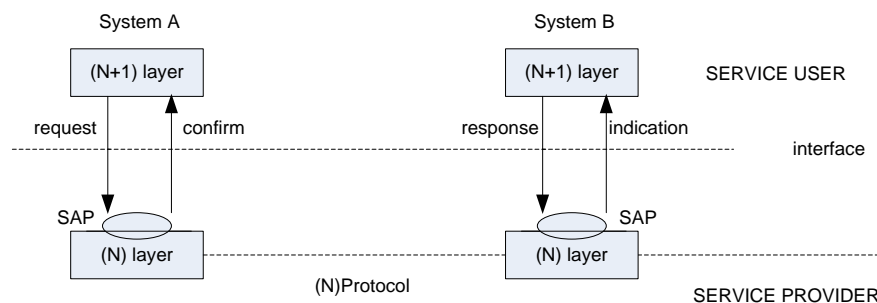 System A
System B
(N+1) layer
(N+1) layer
SERVICE USER
request
confirm
response
indication
interface
SAP
SAP
(N) layer
(N) layer
(N)Protocol
SERVICE PROVIDER